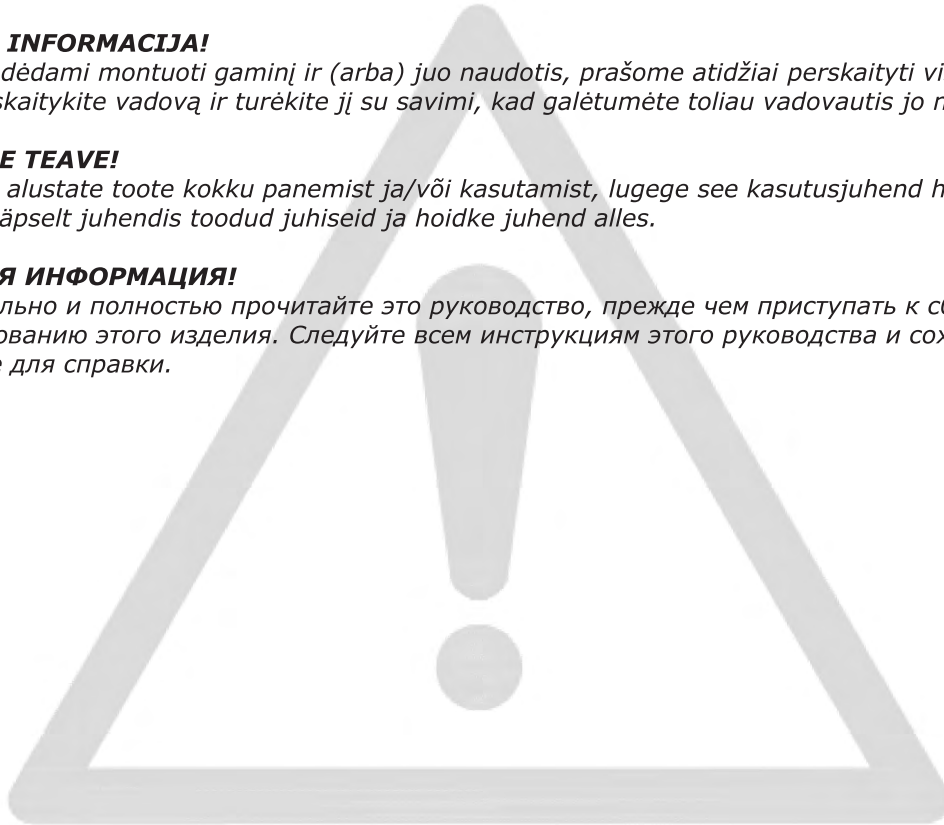 INFORMACIJA!
dėdami montuoti gaminį ir (arba) juo naudotis, prašome atidžiai perskaityti vi
skaitykite vadovą ir turėkite jį su savimi, kad galėtumėte toliau vadovautis jo n
E TEAVE!
alustate toote kokku panemist ja/või kasutamist, lugege see kasutusjuhend h
äpselt juhendis toodud juhiseid ja hoidke juhend alles.
Я ИНФОРМАЦИЯ!
льно и полностью прочитайте это руководство, прежде чем приступать к сб
ованию этого изделия. Следуйте всем инструкциям этого руководства и сох
е для справки.